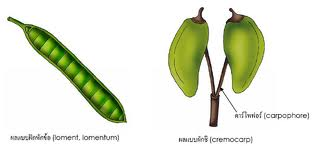 คาร์โพฟอร์ (carpophore)
ผลแบบฝักหักข้อ (loment, lomentum)
ผลแบบผักชี (cremocarp)